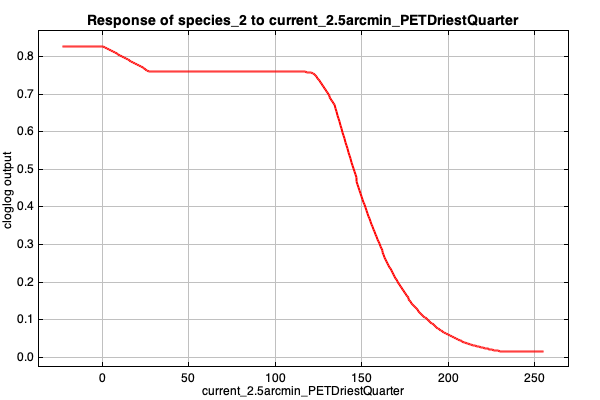 Response of species_2 to current_2.5arcmin_PETDriestQuarter
cloglog output
0.8
0.7
0.6
0.5
0.4
0.3
0.2
0.1
0.0
0 50 100 150 200 250
current_2.5arcmin_PETDriestQuarter